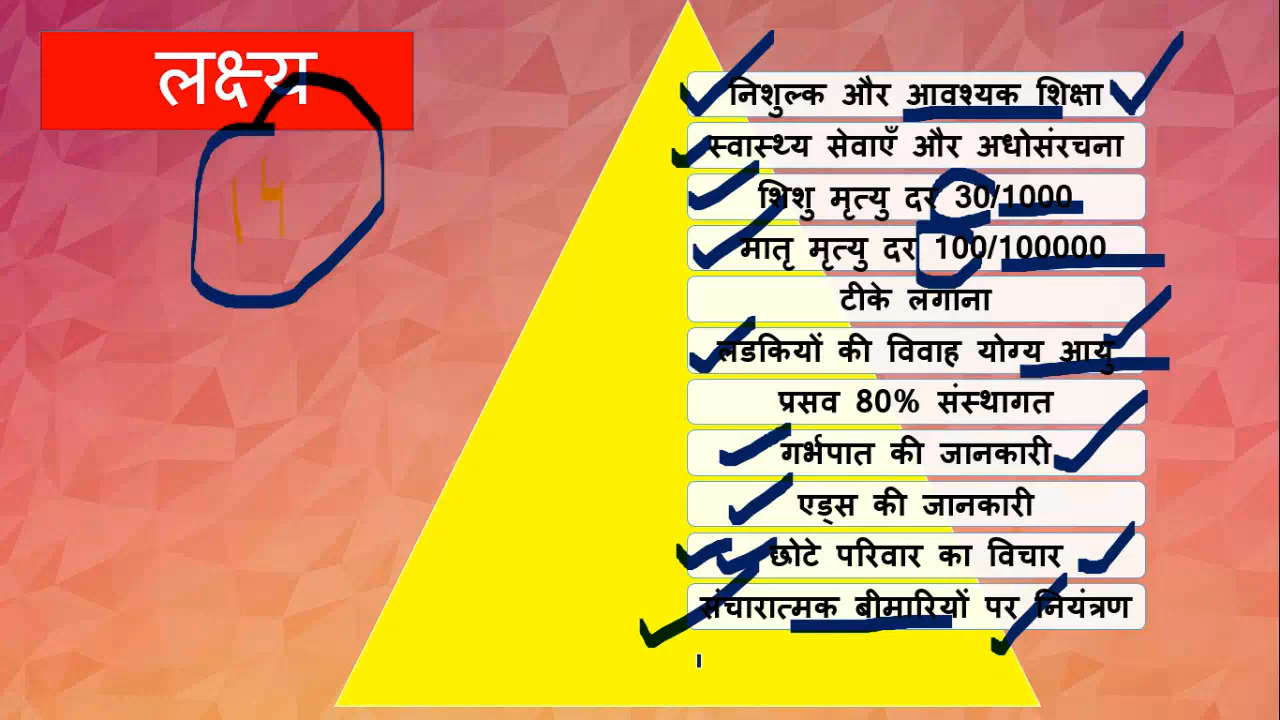 लक्ष्य
14
निशुल्क और आवश्यक शिक्षा
स्वास्थ्य सेवाएँ और अधोसंरचना
शिशु मृत्यु दर 30/1000
मातृ मृत्यु दर 100/100000
टीके लगाना
लडकियों की विवाह योग्य आयु
प्रसव 80% संस्थागत
गर्भपात की जानकारी
एड्स की जानकारी
छोटे परिवार का विचार
संचारात्मक बीमारियों पर नियंत्रण